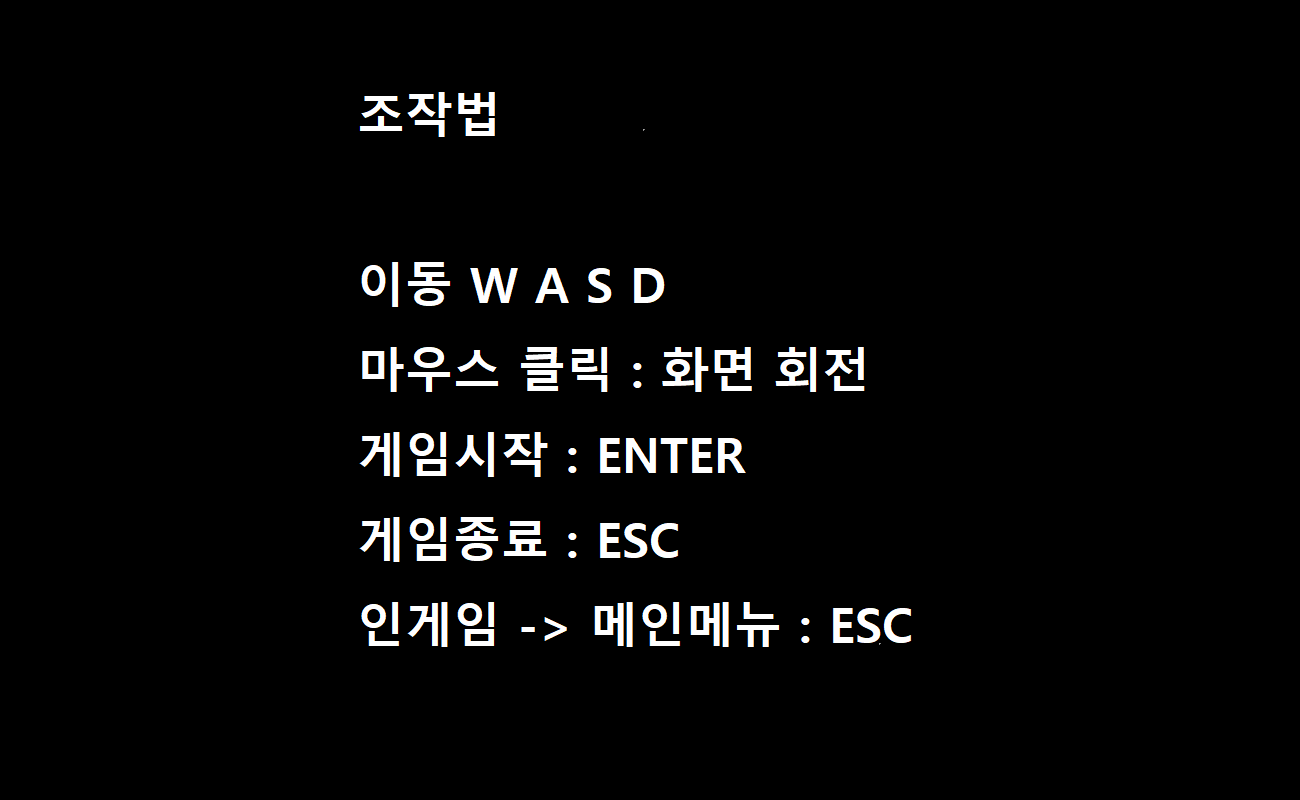 조작법
이동 W A S D
마우스 클릭 : 화면 회전
게임시작 : ENTER
게임종료 : ESC
인게임 -> 메인메뉴 : ESC